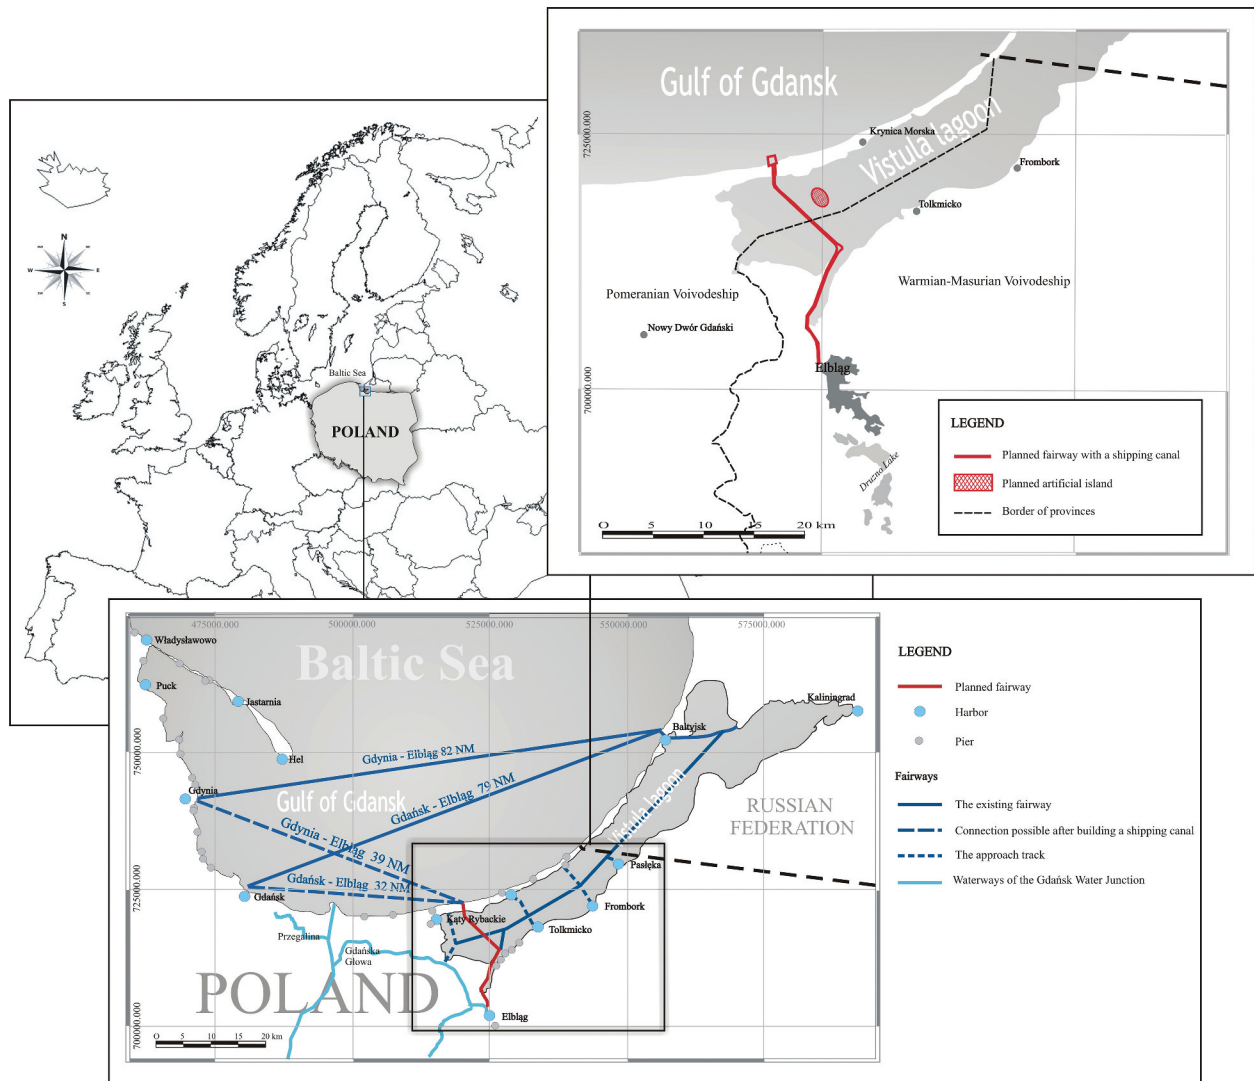 Gulf of Gdansk
Vistula lagoon
Krynica Morska
Frombork
Tolkmicko
Pomeranian Voivodeship
Warmian-Masurian Voivodeship
Nowy Dwór Gdański
Elbląg
Druzno Lake
725000.000
700000.000
0 5 10 15 20 km
LEGEND
Planned fairway with a shipping canal
Planned artificial island
Border of provinces
N
W E
S
Baltic Sea
POLAND
475000.000 500000.000 525000.000 550000.000 575000.000
750000.000
725000.000
700000.000
Baltic Sea
Władysławowo
Puck
Jastarnia
Hel
Gdynia
Gdańsk
Kaliningrad
Baltyjsk
Gdynia - Elbląg 82 NM
Gdańsk - Elbląg 79 NM
Gulf of Gdansk
Gdynia - Elbląg 39 NM
Gdańsk - Elbląg 32 NM
Vistula lagoon
RUSSIAN
FEDERATION
Pasłęka
Frombork
Tolkmicko
Kąty Rybackie
Przegalina
Gdańska
Głowa
POLAND
Elbląg
0 5 10 15 20 km
LEGEND
Planned fairway
Harbor
Pier
Fairways
The existing fairway
Connection possible after building a shipping canal
The approach track
Waterways of the Gdańsk Water Junction